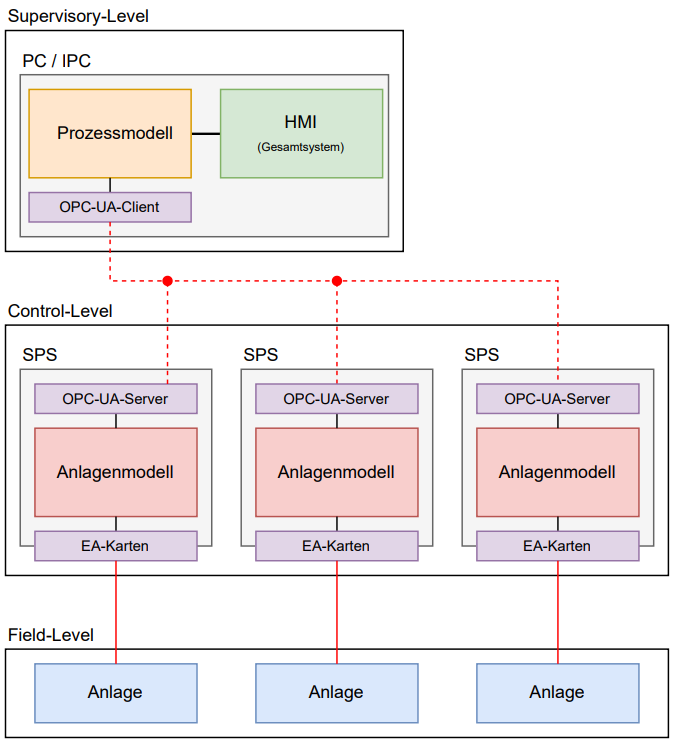 Supervisory-Level
PC / IPC
Prozessmodell
HMI
(Gesamtsystem)
OPC-UA-Client
Control-Level
SPS
SPS
SPS
OPC-UA-Server
OPC-UA-Server
OPC-UA-Server
Anlagenmodell
Anlagenmodell
Anlagenmodell
EA-Karten
EA-Karten
EA-Karten
Field-Level
Anlage
Anlage
Anlage